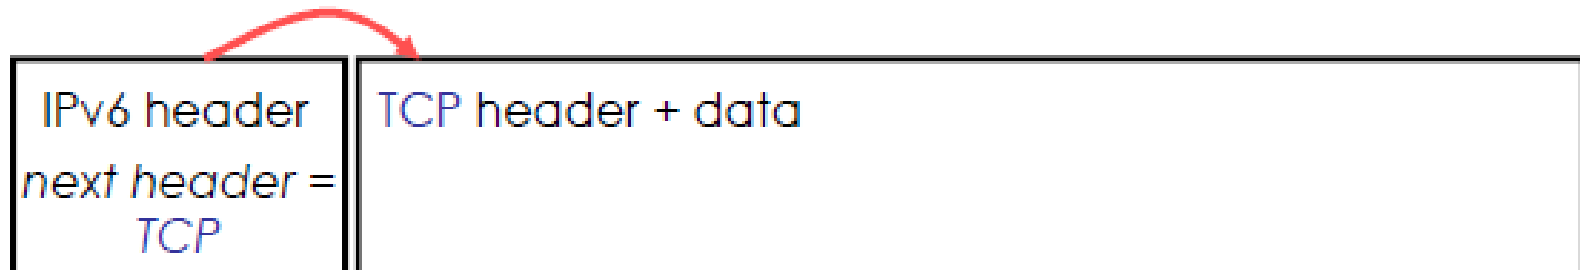 IPv6 header
next header =
TCP
TCP header + data